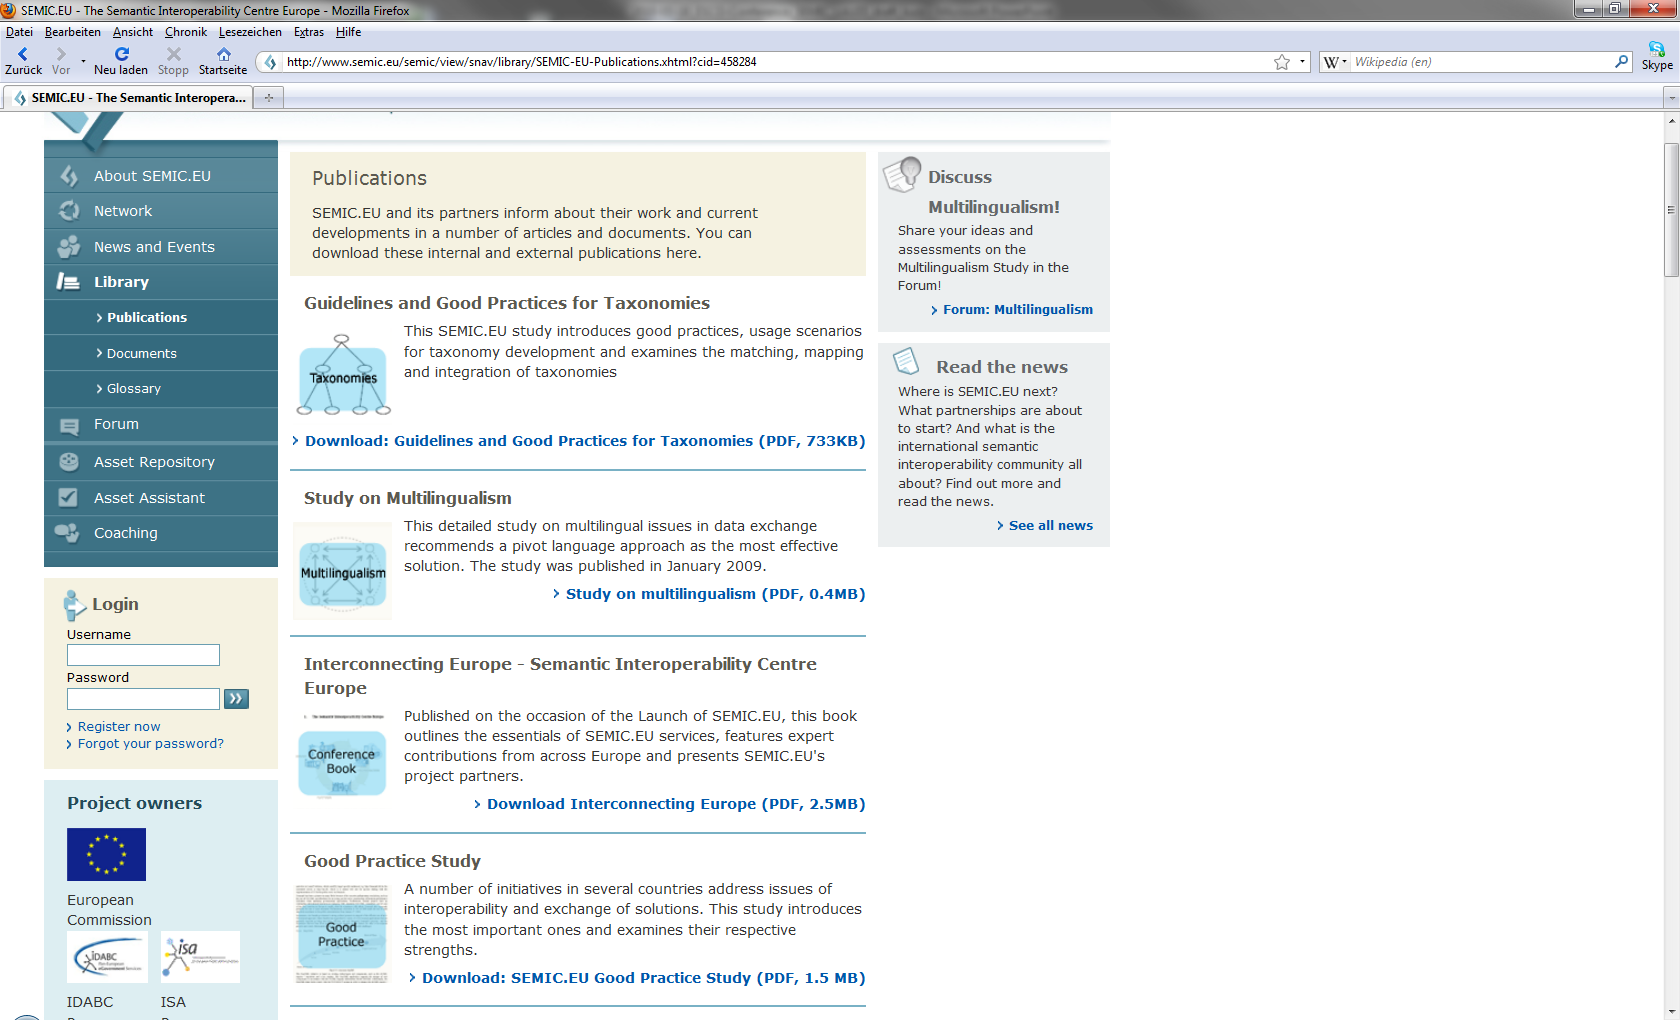 SEMIC.EU - The Semantic Interoperability Centre Europe - Mozilla Firefox
Datei Bearbeiten Ansicht Chronik Lesezeichen Extras Hilfe
Zurück Vor Neu laden Stopp Startseite
http://www.semic.eu/semic/view/snav/library/SEMIC-EU-Publications.xhtml?cid=458284
W Wikipedia (en)
Skype
SEMIC.EU - The Semantic Interopera...
About SEMIC.EU
Network
News and Events
Library
Publications
Documents
Glossary
Forum
Asset Repository
Asset Assistant
Coaching
Login
Username
Password
Register now
Forgot your password?
Project owners
European
Commission
IDABC
isa
IDABC ISA
Publications
SEMIC.EU and its partners inform about their work and current
developments in a number of articles and documents. You can
download these internal and external publications here.
Guidelines and Good Practices for Taxonomies
Taxonomies
This SEMIC.EU study introduces good practices, usage scenarios
for taxonomy development and examines the matching, mapping
and integration of taxonomies
Download: Guidelines and Good Practices for Taxonomies (PDF, 733KB)
Study on Multilingualism
Multilingualism
This detailed study on multilingual issues in data exchange
recommends a pivot language approach as the most effective
solution. The study was published in January 2009.
Study on multilingualism (PDF, 0.4MB)
Interconnecting Europe - Semantic Interoperability Centre
Europe
Conference
Book
Published on the occasion of the Launch of SEMIC.EU, this book
outlines the essentials of SEMIC.EU services, features expert
contributions from across Europe and presents SEMIC.EU's
project partners.
Download Interconnecting Europe (PDF, 2.5MB)
Good Practice Study
Good
Practice
A number of initiatives in several countries address issues of
interoperability and exchange of solutions. This study introduces
the most important ones and examines their respective
strengths.
Download: SEMIC.EU Good Practice Study (PDF, 1.5 MB)
Discuss
Multilingualism!
Share your ideas and
assessments on the
Multilingualism Study in the
Forum!
Forum: Multilingualism
Read the news
Where is SEMIC.EU next?
What partnerships are about
to start? And what is the
international semantic
interoperability community all
about? Find out more and
read the news.
See all news